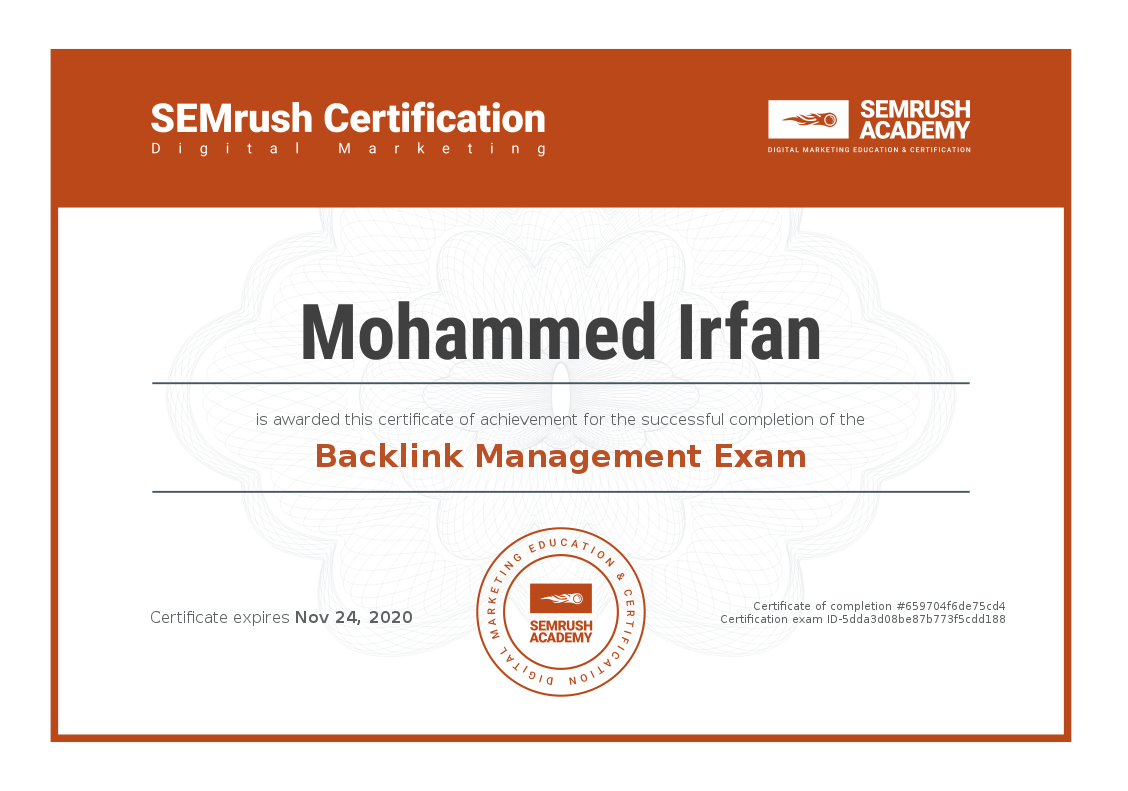 SEMrush Certification
Digital Marketing
SEMRUSH
ACADEMY
DIGITAL MARKETING EDUCATION & CERTIFICATION
Mohammed Irfan
is awarded this certificate of achievement for the successful completion of the
Backlink Management Exam
Certificate expires Nov 24, 2020
DIGITAL MARKETING EDUCATION & CERTIFICATION
SEMRUSH
ACADEMY
Certificate of completion #659704f6de75cd4
Certification exam ID-5dda3d08be87b773f5cdd188